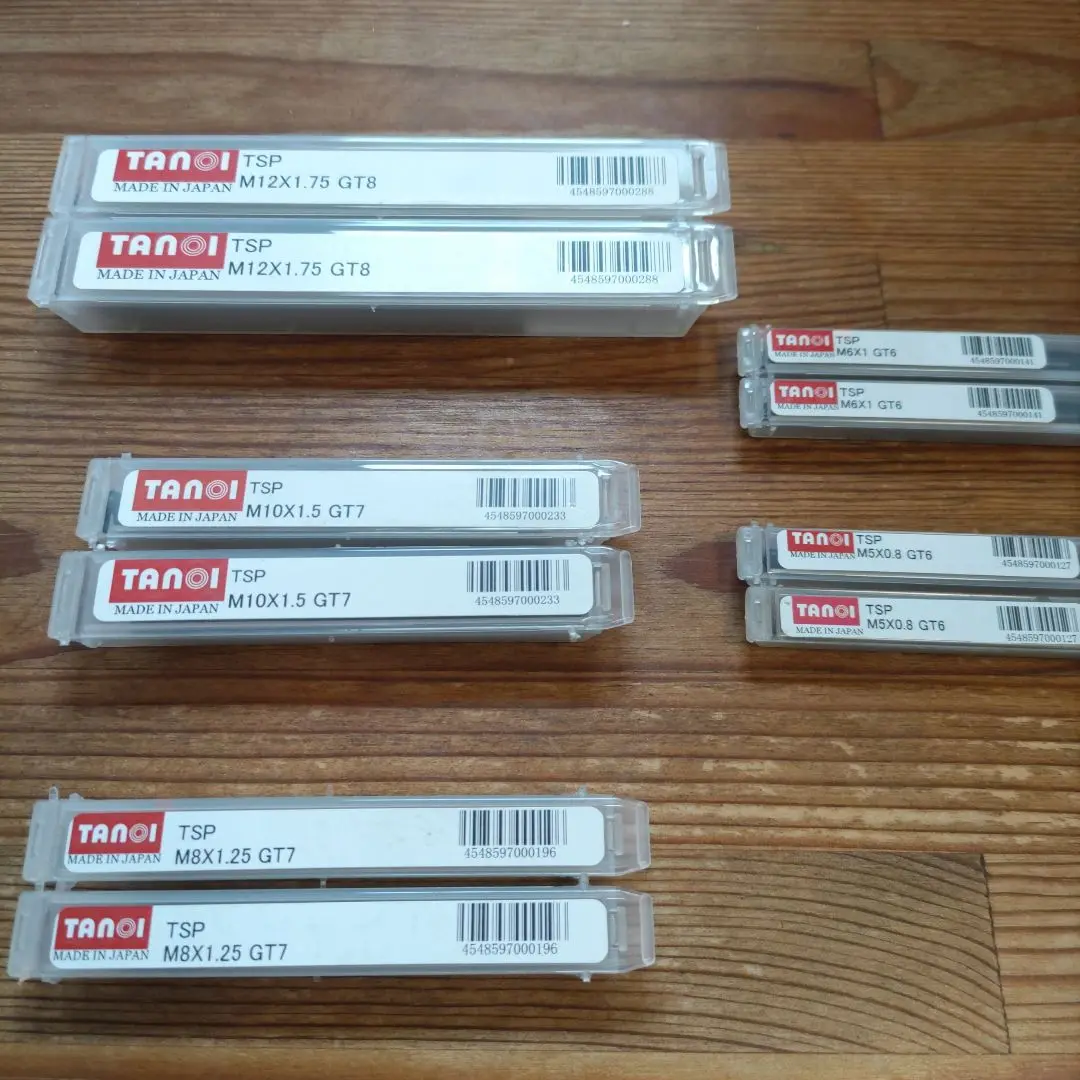 TANOI TSP
MADE IN JAPAN M12X1.75 GT8
4548597000288
TANOI TSP
MADE IN JAPAN M12X1.75 GT8
4548597000288
TANOI TSP
MADE IN JAPAN M6X1 GT6
4548597000141
TANOI TSP
MADE IN JAPAN M6X1 GT6
4548597000141
TANOI TSP
MADE IN JAPAN M10X1.5 GT7
4548597000233
TANOI TSP
MADE IN JAPAN M10X1.5 GT7
4548597000233
TANOI TSP
MADE IN JAPAN M5X0.8 GT6
4548597000127
TANOI TSP
MADE IN JAPAN M5X0.8 GT6
4548597000127
TANOI TSP
MADE IN JAPAN M8X1.25 GT7
4548597000196
TANOI TSP
MADE IN JAPAN M8X1.25 GT7
4548597000196